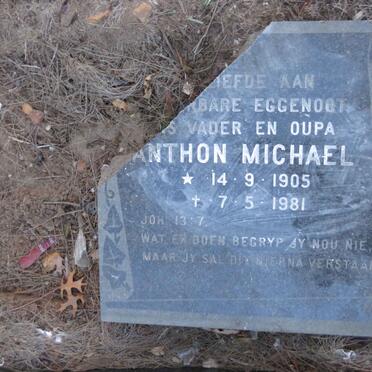 IEFDE AAN
BARE EGGENOOT
S VADER EN OUPA
ANTHON MICHAEL
★ 14·9·1905
✝ 7·5·1981
JOH. 13:7
WAT EK DOEN, BEGRYP JY NOU NIE,
MAAR JY SAL DIT HIERNA VERSTAAN